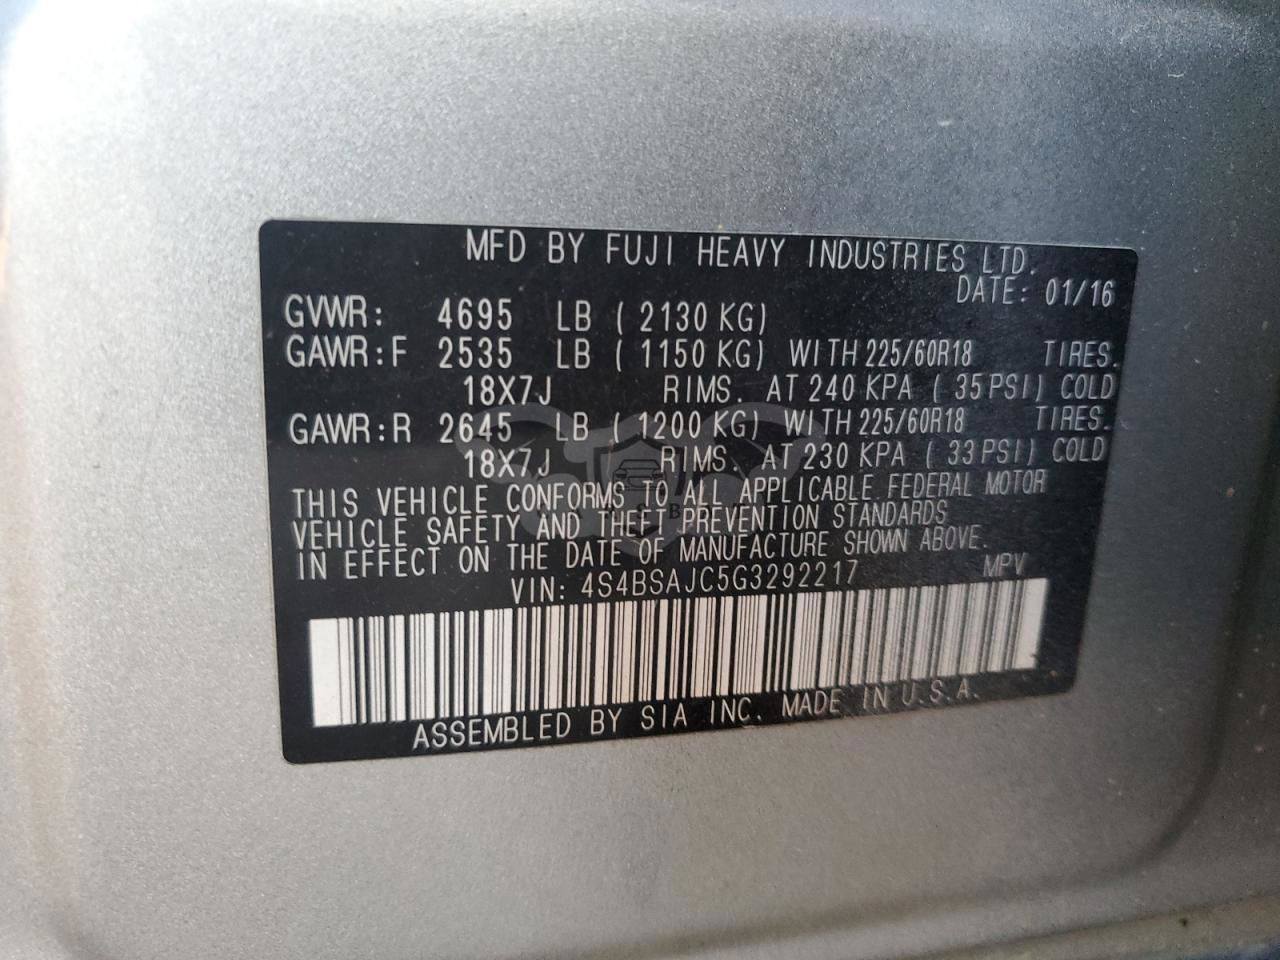 MFD BY FUJI HEAVY INDUSTRIES LTD.
DATE: 01/16
GVWR: 4695 LB ( 2130 KG)
GAWR:F 2535 LB ( 1150 KG) WITH 225/60R18 TIRES.
18X7J RIMS. AT 240 KPA ( 35 PSI) COLD
GAWR:R 2645 LB ( 1200 KG) WITH 225/60R18 TIRES.
18X7J RIMS. AT 230 KPA ( 33 PSI) COLD
THIS VEHICLE CONFORMS TO ALL APPLICABLE FEDERAL MOTOR
VEHICLE SAFETY AND THEFT PREVENTION STANDARDS
IN EFFECT ON THE DATE OF MANUFACTURE SHOWN ABOVE.
VIN: 4S4BSAJC5G3292217 MPV
ASSEMBLED BY SIA INC. MADE IN U.S.A.